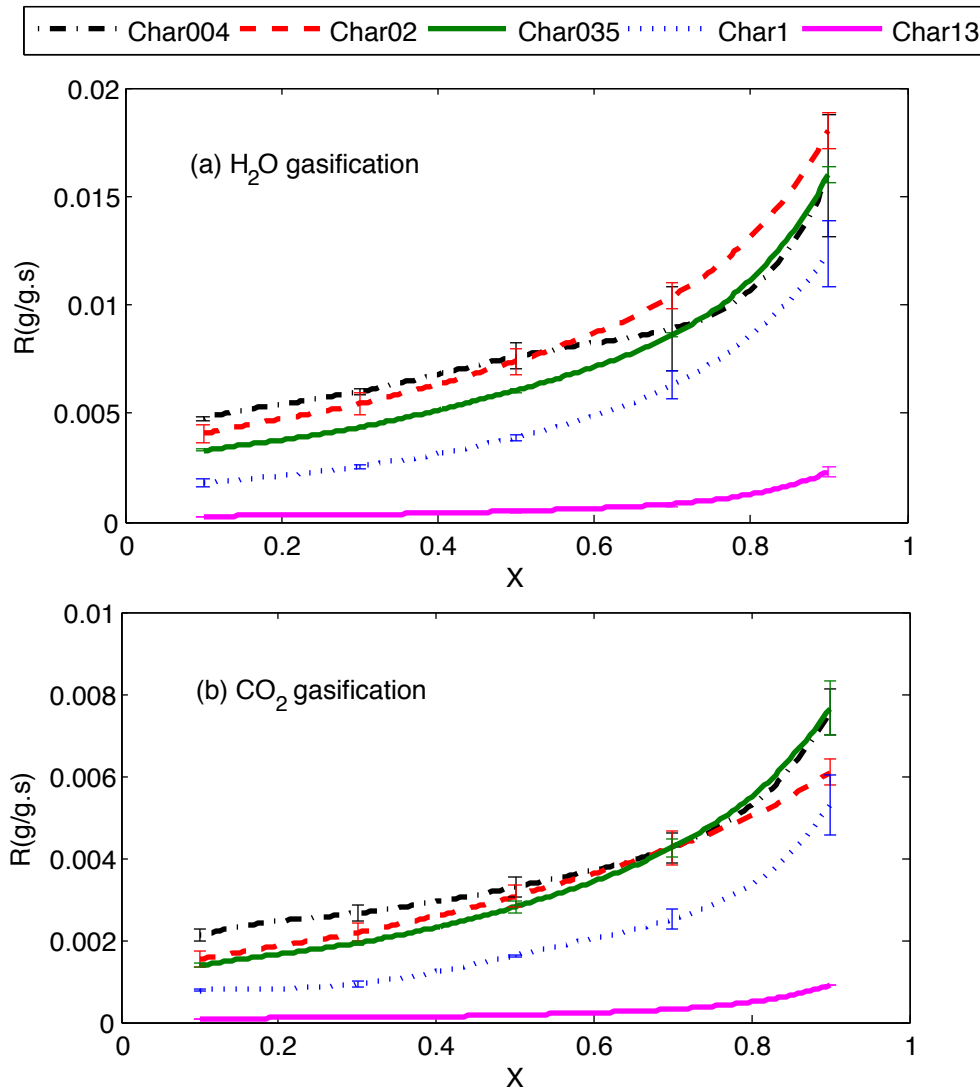 Char004 Char02 Char035 Char1 Char13
0.02
0.015
0.01
0.005
0
(a) H2O gasification
R(g/g.s)
0 0.2 0.4 0.6 0.8 1
X
0.01
0.008
0.006
0.004
0.002
0
(b) CO2 gasification
R(g/g.s)
0 0.2 0.4 0.6 0.8 1
X